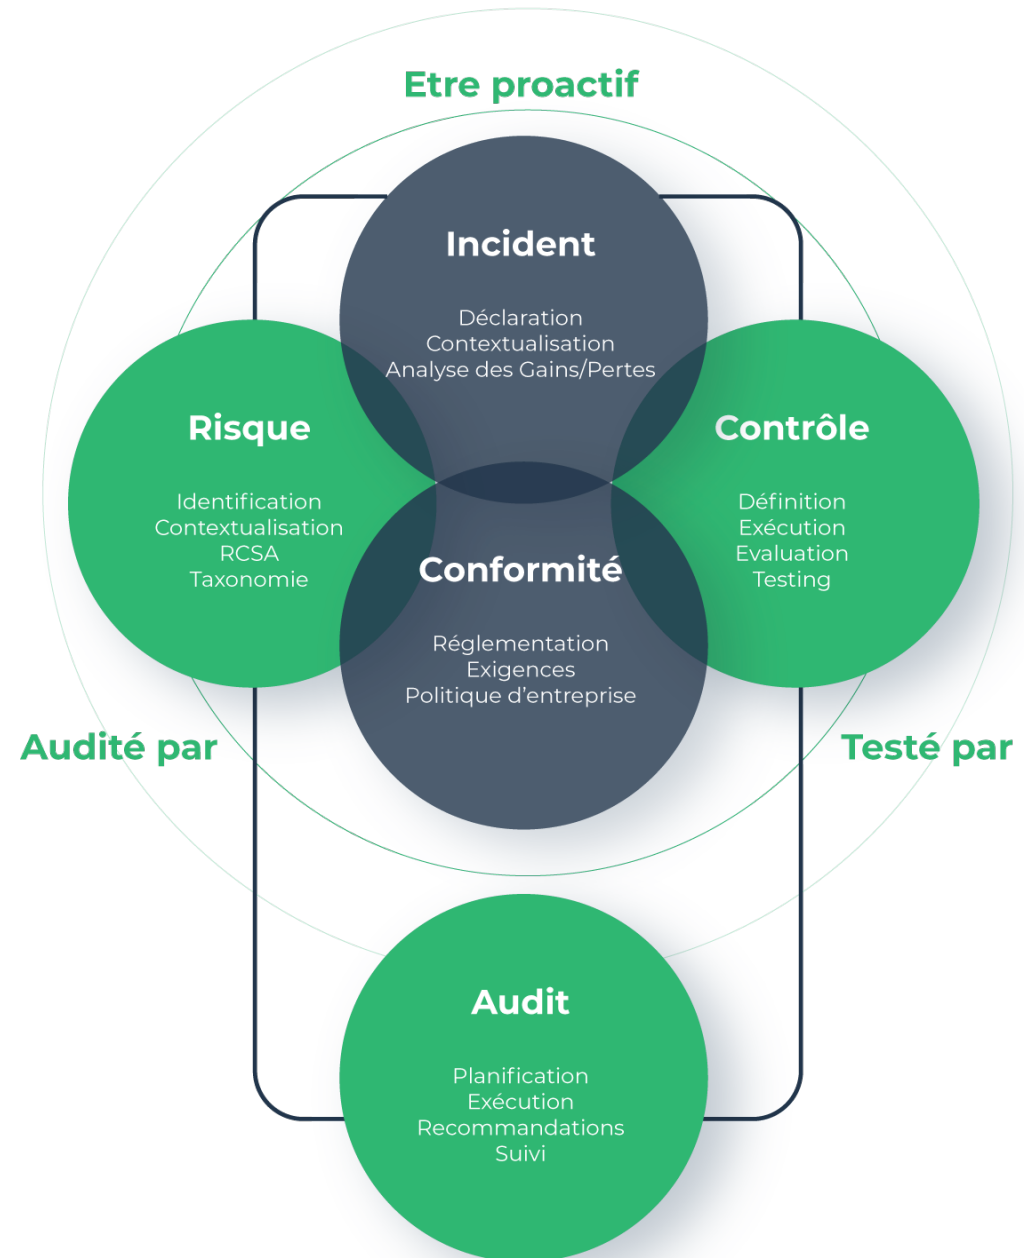 Etre proactif
Incident
Déclaration
Contextualisation
Analyse des Gains/Pertes
Risque
Identification
Contextualisation
RCSA
Taxonomie
Contrôle
Définition
Exécution
Evaluation
Testing
Conformité
Réglementation
Exigences
Politique d’entreprise
Audité par
Testé par
Audit
Planification
Exécution
Recommandations
Suivi